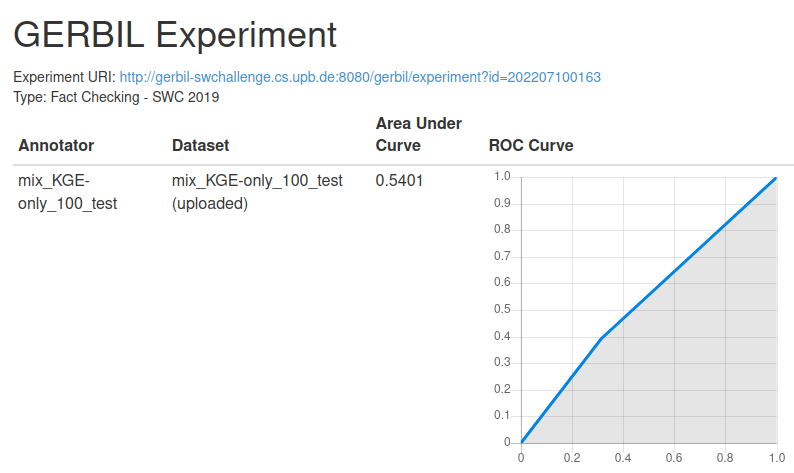 GERBIL Experiment
Experiment URI: http://gerbil-swchallenge.cs.upb.de:8080/gerbil/experiment?id=202207100163
Type: Fact Checking - SWC 2019
Annotator Dataset Area Under Curve ROC Curve
mix_KGE-only_100_test mix_KGE-only_100_test (uploaded) 0.5401
1.0
0.9
0.8
0.7
0.6
0.5
0.4
0.3
0.2
0.1
0
0 0.2 0.4 0.6 0.8 1.0